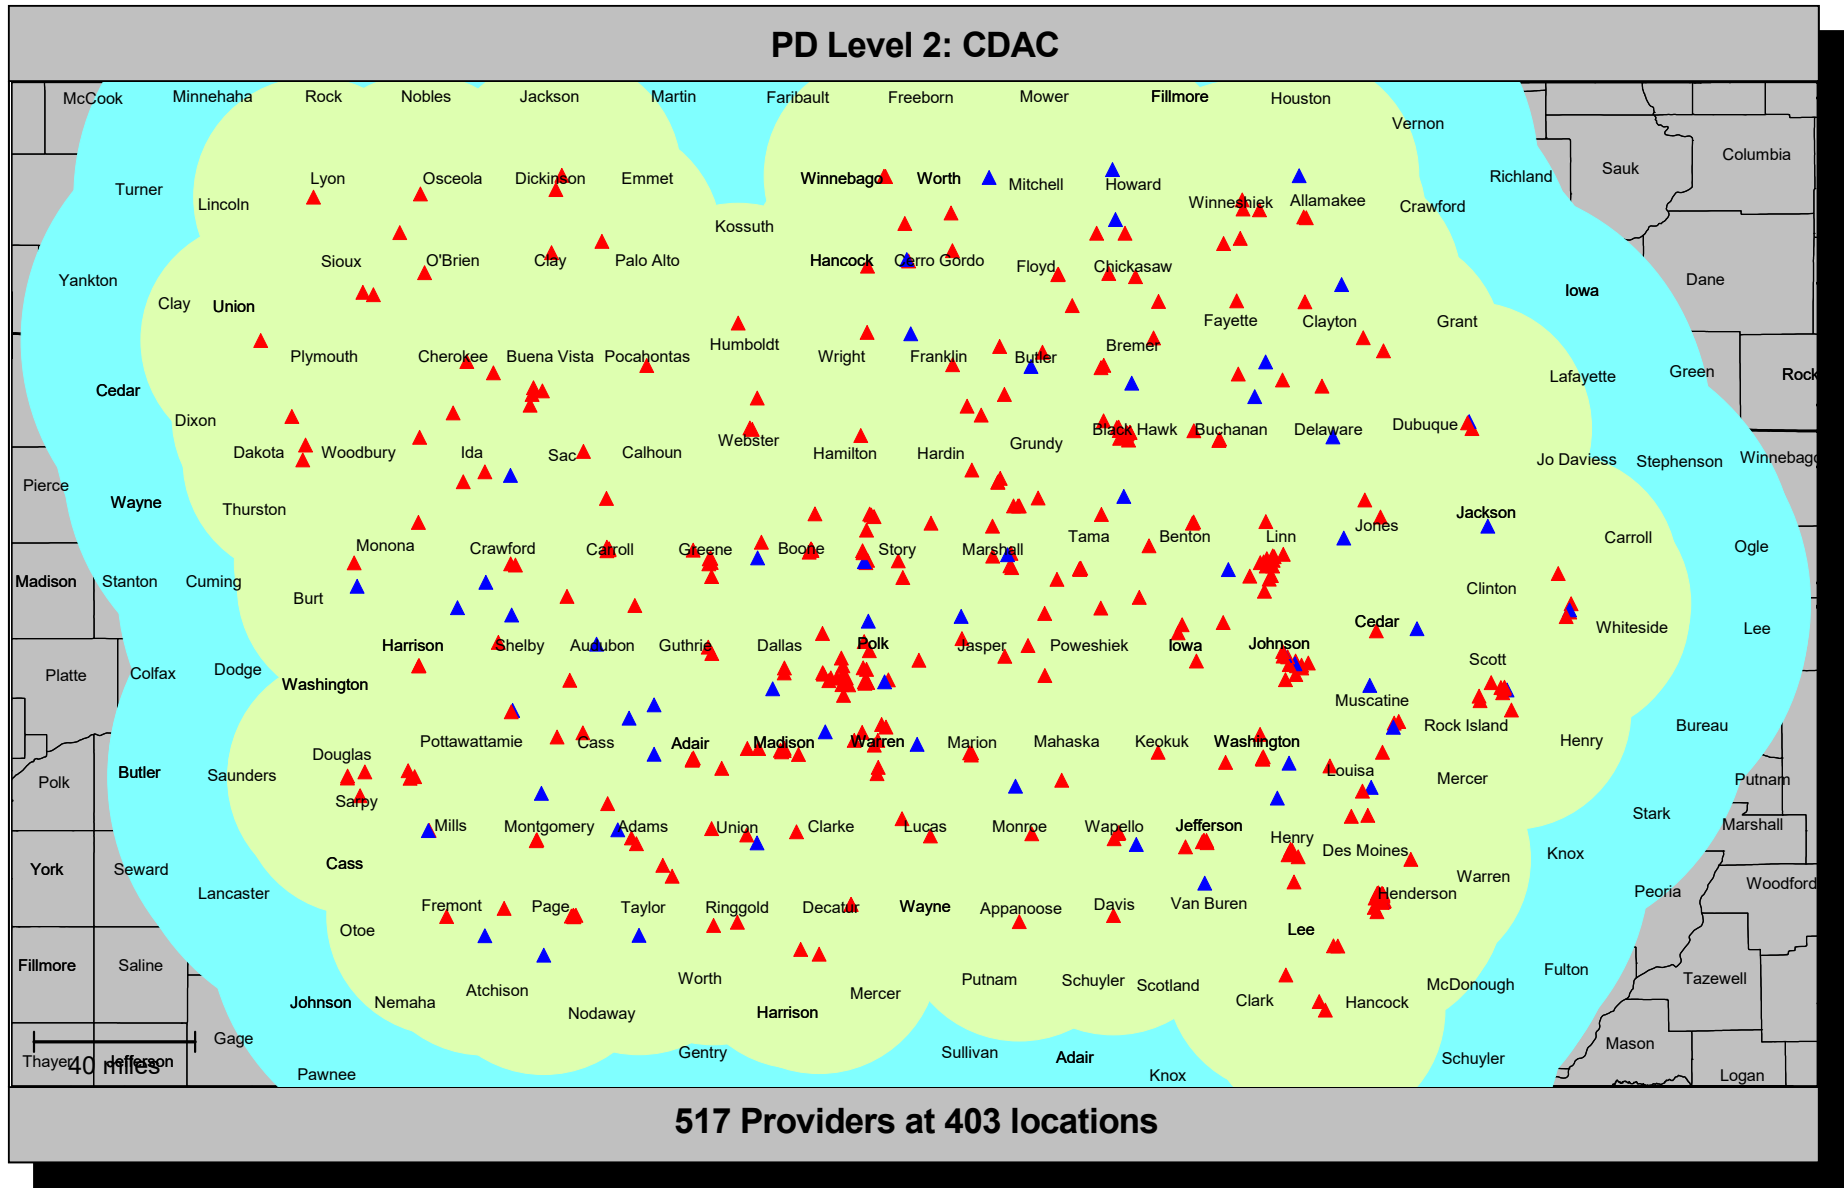 PD Level 2: CDAC
McCook Minnehaha Rock Nobles Jackson Martin Faribault Freeborn Mower Fillmore Houston
Vernon
Sauk Columbia
Turner Lyon Osceola Dickinson Emmet Winnebago Worth Mitchell Howard Richland
Lincoln Kossuth Winneshiek Allamakee Crawford
Yankton Sioux O'Brien Clay Palo Alto Hancock Cerro Gordo Floyd Chickasaw Dane
Clay Union Iowa
Plymouth Cherokee Buena Vista Pocahontas Humboldt Wright Franklin Butler Bremer Fayette Clayton Grant
Cedar Lafayette Green Rock
Dixon Webster Grundy Black Hawk Buchanan Delaware Dubuque
Dakota Woodbury Ida Sac Calhoun Hamilton Hardin Jo Daviess Stephenson Winnebago
Pierce
Wayne Thurston Jackson
Monona Crawford Carroll Greene Boone Story Marshall Tama Benton Linn Jones Carroll Ogle
Madison Stanton Cuming Burt Clinton
Harrison Shelby Audubon Guthrie Dallas Polk Jasper Poweshiek Iowa Johnson Cedar Whiteside Lee
Platte Colfax Dodge Washington Scott
Muscatine
Pottawattamie Cass Adair Madison Warren Marion Mahaska Keokuk Washington Rock Island Henry Bureau
Douglas
Polk Butler Saunders Sarpy Louisa Mercer Putnam
Mills Montgomery Adams Union Clarke Lucas Monroe Wapello Jefferson Henry Stark Marshall
York Seward Cass Des Moines Knox
Lancaster Warren Peoria Woodford
Fremont Page Taylor Ringgold Decatur Wayne Appanoose Davis Van Buren Henderson
Otoe Lee
Fillmore Saline Worth Putnam Schuyler Scotland Fulton Tazewell
Johnson Nemaha Atchison Nodaway Harrison Mercer Clark Hancock McDonough
Gage Gentry Sullivan Adair Knox Schuyler Mason
Thayer Jefferson Pawnee Logan
40 miles
517 Providers at 403 locations